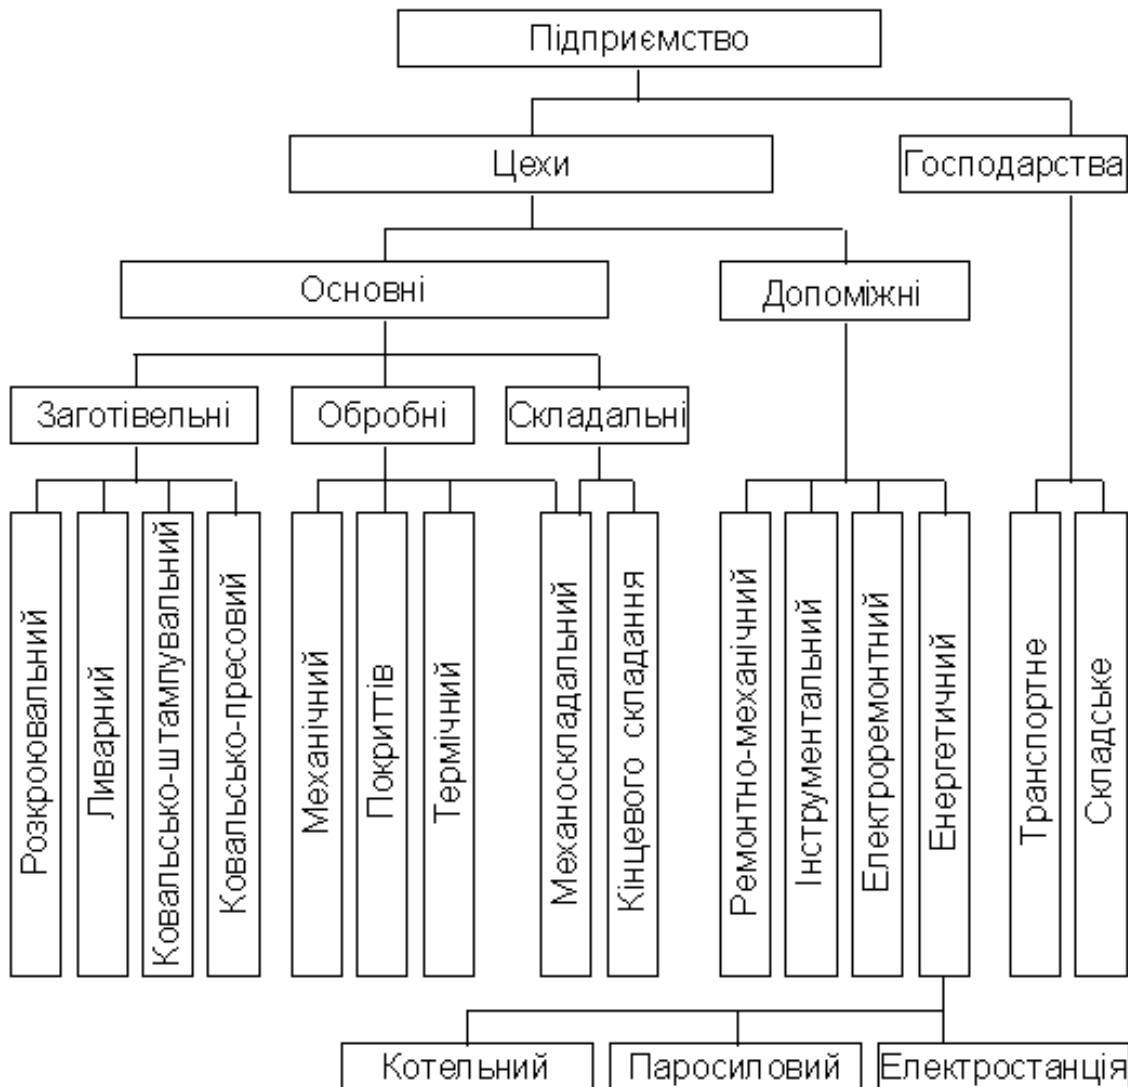 Підприємство
Цехи
Господарства
Основні
Допоміжні
Заготівельні
Обробні
Складальні
Розкроювальний
Ливарний
Ковальсько-штампувальний
Ковальсько-пресовий
Механічний
Покриттів
Термічний
Механоскладальний
Кінцевого складання
Ремонтно-механічний
Інструментальний
Електроремонтний
Енергетичний
Транспортне
Складське
Котельний
Паросиловий
Електростанція